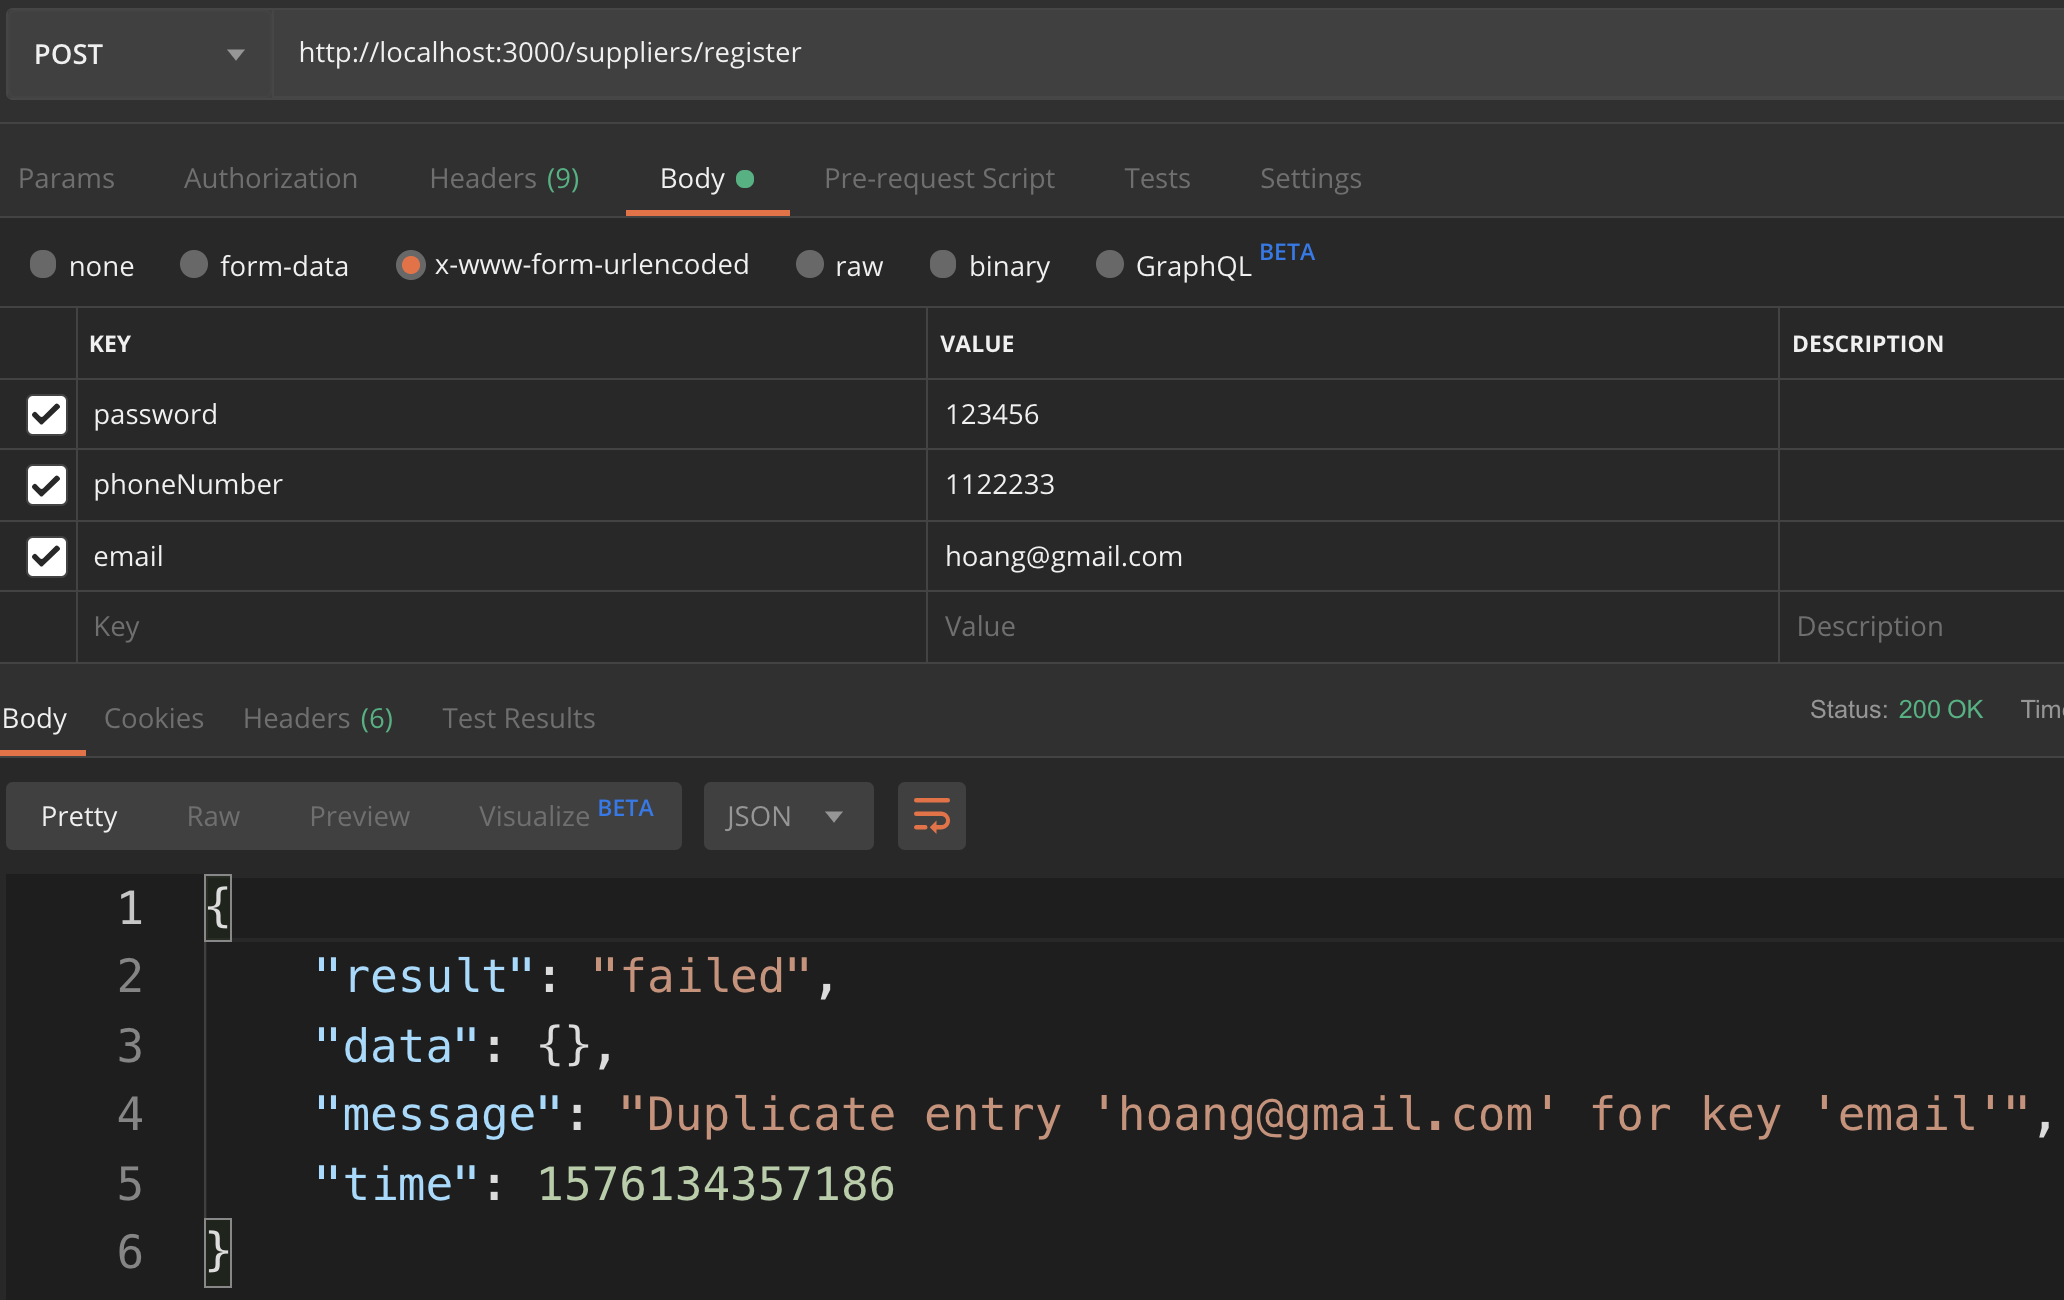 POST http://localhost:3000/suppliers/register
Params Authorization Headers (9) Body Pre-request Script Tests Settings
none form-data x-www-form-urlencoded raw binary GraphQL BETA
KEY VALUE DESCRIPTION
password 123456
phoneNumber 1122233
email hoang@gmail.com
Key Value Description
Body Cookies Headers (6) Test Results Status: 200 OK
Pretty Raw Preview Visualize BETA JSON
1 {
2 "result": "failed",
3 "data": {},
4 "message": "Duplicate entry 'hoang@gmail.com' for key 'email'",
5 "time": 1576134357186
6 }